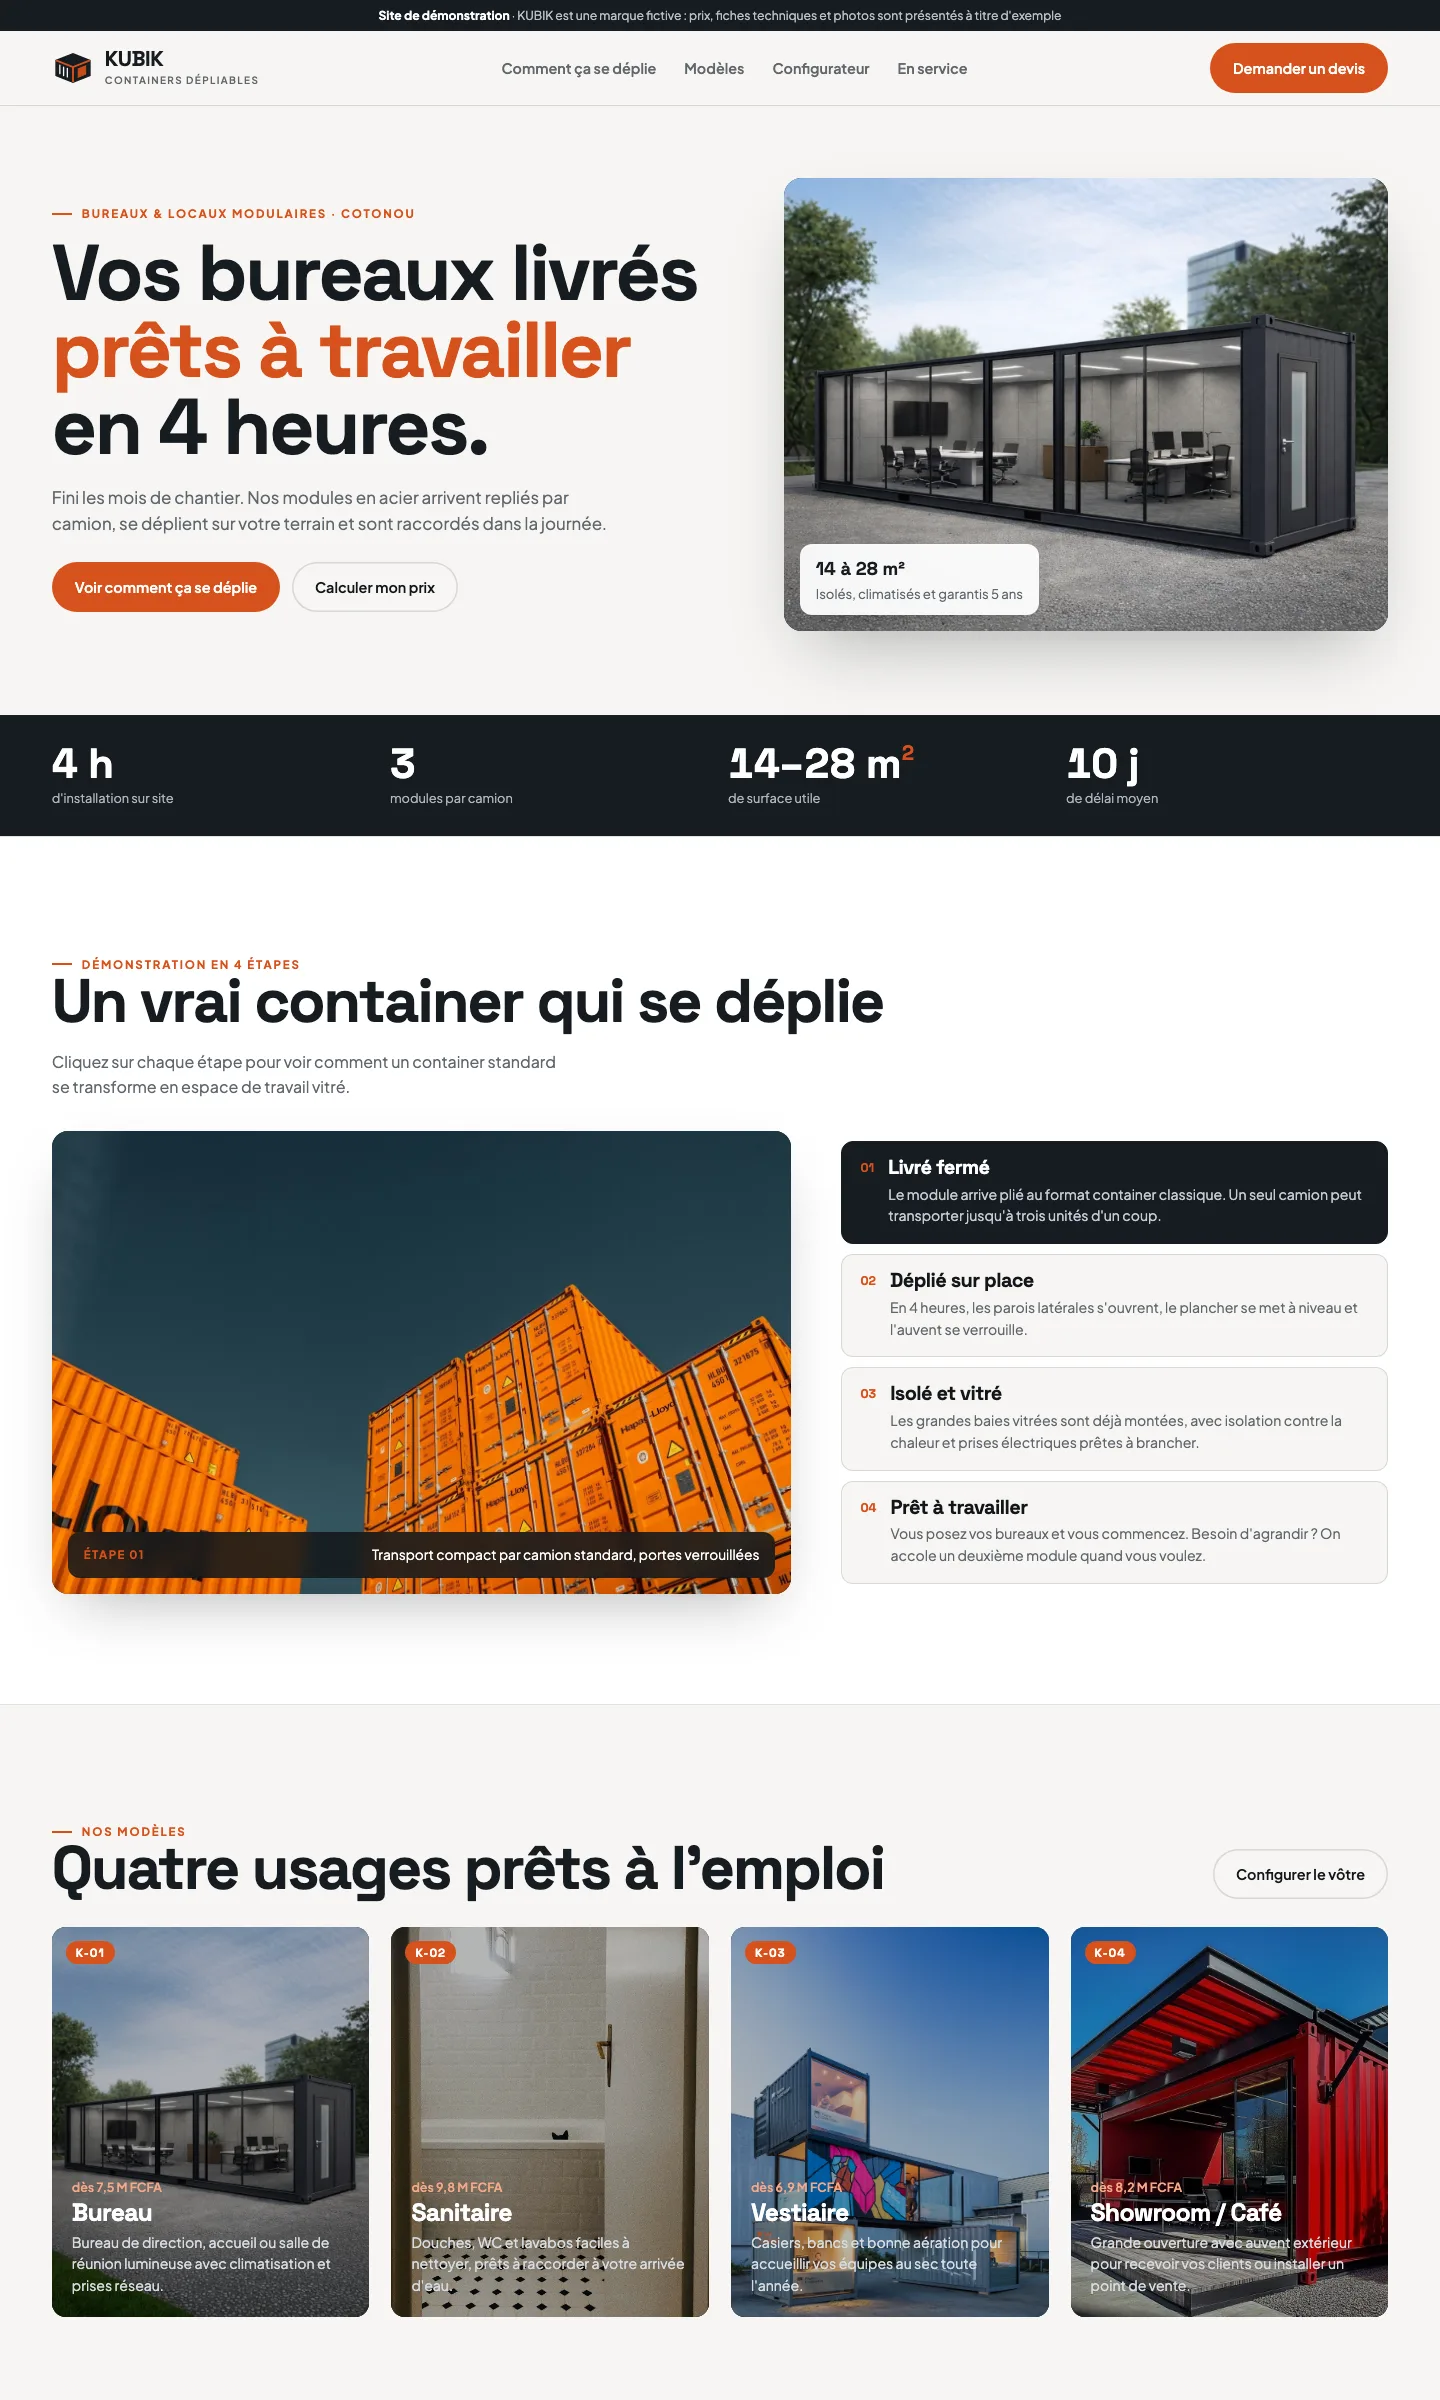 Site de démonstration · KUBIK est une marque fictive : prix, fiches techniques et photos sont présentés à titre d'exemple
KUBIK
CONTAINERS DÉPLIABLES
Comment ça se déplie
Modèles
Configurateur
En service
Demander un devis
BUREAUX & LOCAUX MODULAIRES · COTONOU
Vos bureaux livrés
prêts à travailler
en 4 heures.
Fini les mois de chantier. Nos modules en acier arrivent repliés par
camion, se déplient sur votre terrain et sont raccordés dans la journée.
Voir comment ça se déplie
Calculer mon prix
14 à 28 m²
Isolés, climatisés et garantis 5 ans
4 h
d'installation sur site
3
modules par camion
14–28 m²
de surface utile
10 j
de délai moyen
DÉMONSTRATION EN 4 ÉTAPES
Un vrai container qui se déplie
Cliquez sur chaque étape pour voir comment un container standard
se transforme en espace de travail vitré.
Hapag-Lloyd
ÉTAPE 01
Transport compact par camion standard, portes verrouillées
01
Livré fermé
Le module arrive plié au format container classique. Un seul camion peut
transporter jusqu'à trois unités d'un coup.
02
Déplié sur place
En 4 heures, les parois latérales s'ouvrent, le plancher se met à niveau et
l'auvent se verrouille.
03
Isolé et vitré
Les grandes baies vitrées sont déjà montées, avec isolation contre la
chaleur et prises électriques prêtes à brancher.
04
Prêt à travailler
Vous posez vos bureaux et vous commencez. Besoin d'agrandir ? On
accole un deuxième module quand vous voulez.
NOS MODÈLES
Quatre usages prêts à l’emploi
Configurer le vôtre
K-01
dès 7,5 M FCFA
Bureau
Bureau de direction, accueil ou salle de
réunion lumineuse avec climatisation et
prises réseau.
K-02
dès 9,8 M FCFA
Sanitaire
Douches, WC et lavabos faciles à
nettoyer, prêts à raccorder à votre arrivée
d'eau.
K-03
dès 6,9 M FCFA
Vestiaire
Casiers, bancs et bonne aération pour
accueillir vos équipes au sec toute
l'année.
K-04
dès 8,2 M FCFA
Showroom / Café
Grande ouverture avec auvent extérieur
pour recevoir vos clients ou installer un
point de vente.